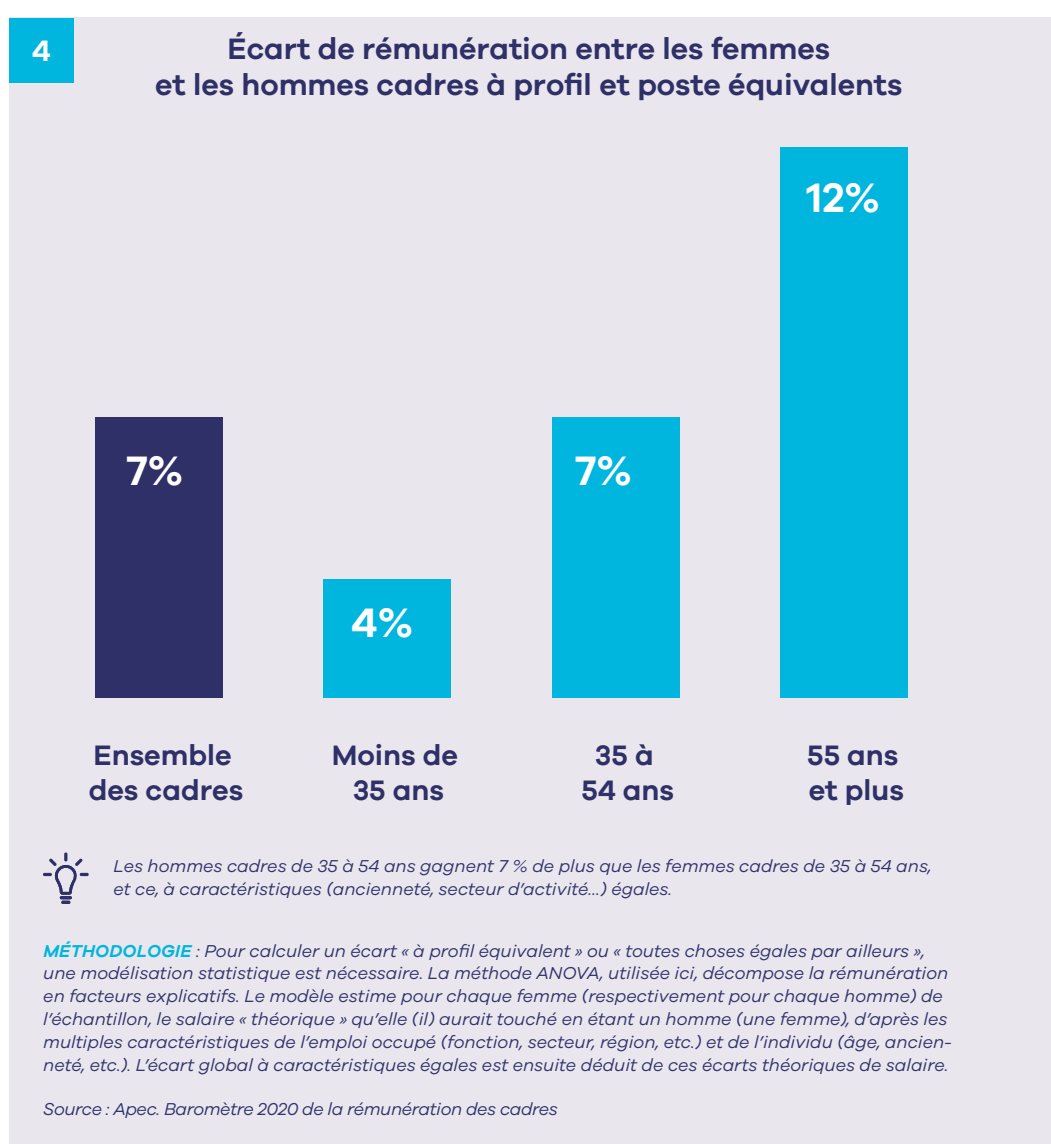 4
Écart de rémunération entre les femmes
et les hommes cadres à profil et poste équivalents
7%
4%
7%
12%
Ensemble
des cadres
Moins de
35 ans
35 à
54 ans
55 ans
et plus
Les hommes cadres de 35 à 54 ans gagnent 7 % de plus que les femmes cadres de 35 à 54 ans,
et ce, à caractéristiques (ancienneté, secteur d'activité...) égales.
MÉTHODOLOGIE : Pour calculer un écart « à profil équivalent » ou « toutes choses égales par ailleurs »,
une modélisation statistique est nécessaire. La méthode ANOVA, utilisée ici, décompose la rémunération
en facteurs explicatifs. Le modèle estime pour chaque femme (respectivement pour chaque homme) de
l'échantillon, le salaire « théorique » qu'elle (il) aurait touché en étant un homme (une femme), d'après les
multiples caractéristiques de l'emploi occupé (fonction, secteur, région, etc.) et de l'individu (âge, ancien-
neté, etc.). L'écart global à caractéristiques égales est ensuite déduit de ces écarts théoriques de salaire.
Source : Apec. Baromètre 2020 de la rémunération des cadres